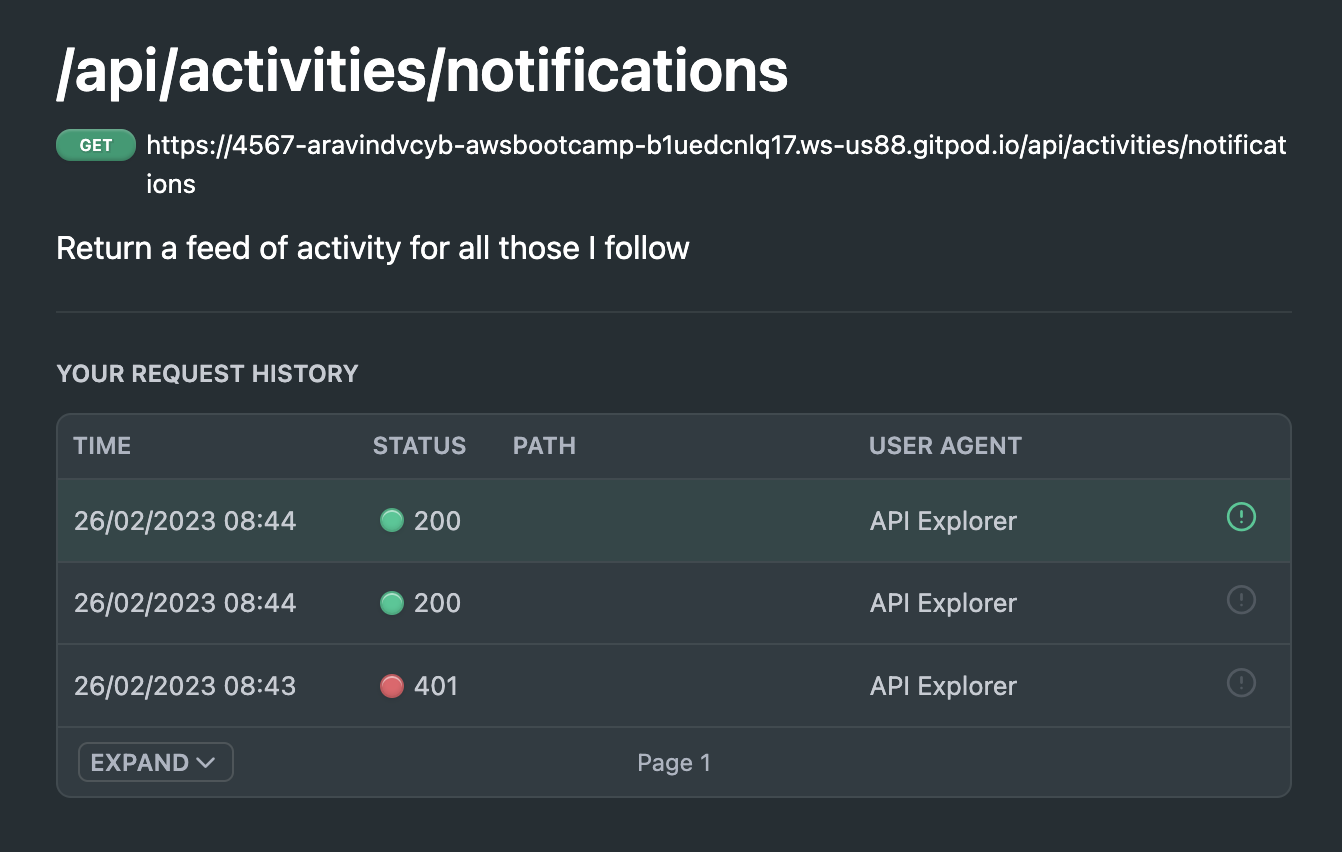 /api/activities/notifications
GET https://4567-aravindvcyb-awsbootcamp-b1uedcnlq17.ws-us88.gitpod.io/api/activities/notificat
ions
Return a feed of activity for all those I follow
YOUR REQUEST HISTORY
TIME STATUS PATH USER AGENT
26/02/2023 08:44 200 API Explorer
26/02/2023 08:44 200 API Explorer
26/02/2023 08:43 401 API Explorer
EXPAND Page 1